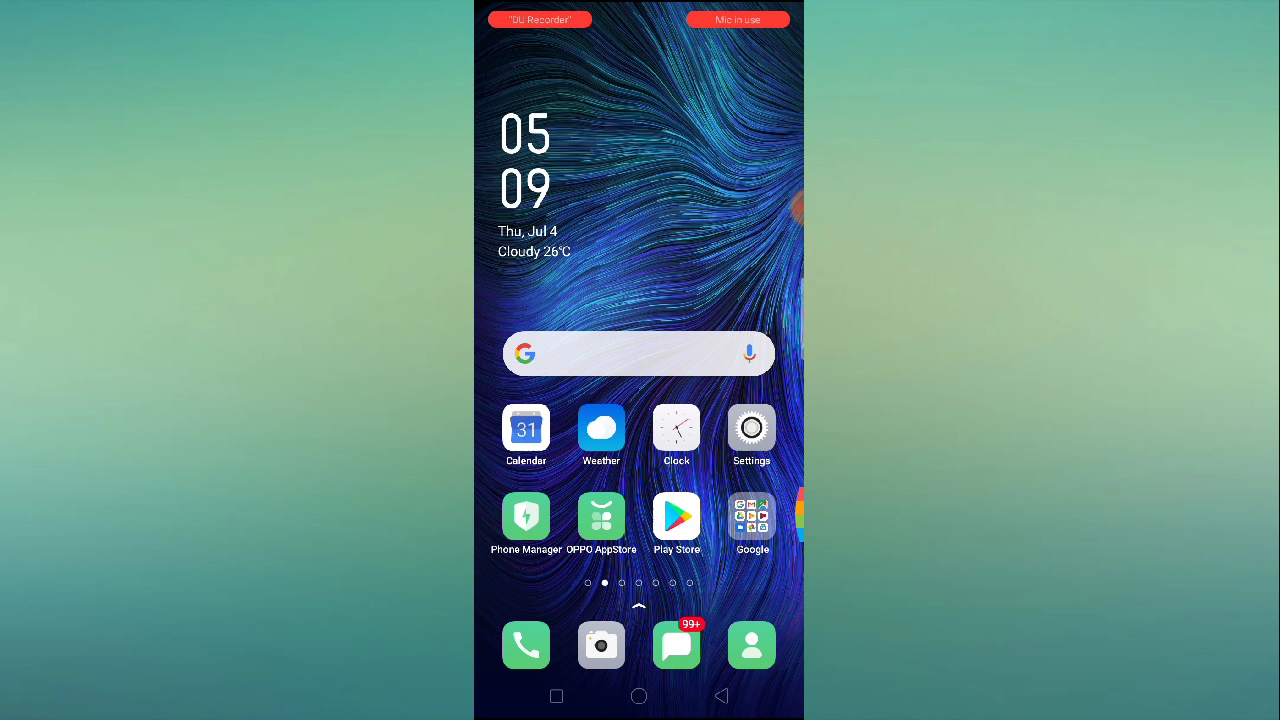 "DU Recorder" Mic in use
05
09
Thu, Jul 4
Cloudy 26°C
31
Calendar Weather Clock Settings
Phone Manager OPPO AppStore Play Store Google
99+